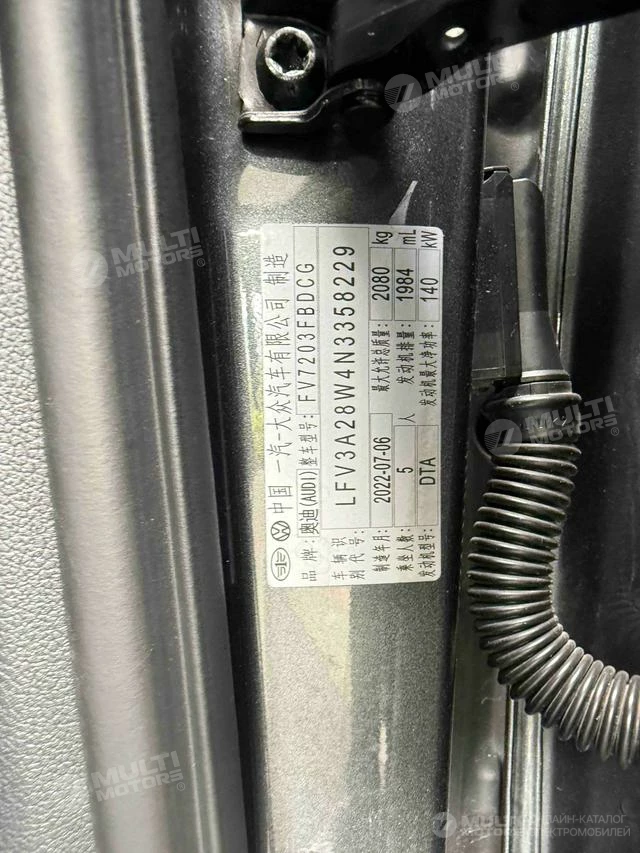 中国 一汽-大众汽车有限公司 制造
品 牌: 奥迪(AUDI) 整车型号: FV7203FBDCG
车辆识别代号: LFV3A28W4N3358229
制造年月: 2022-07-06 最大允许总质量: 2080 kg
乘坐人数: 5 人 发动机排量: 1984 mL
发动机型号: DTA 发动机最大净功率: 140 kW
MULTI MOTORS
MULTI MOTORS
MULTI MOTORS
MULTI MOTORS
MULTI MOTORS
ОНЛАЙН-КАТАЛОГ
ЭЛЕКТРОМОБИЛЕЙ